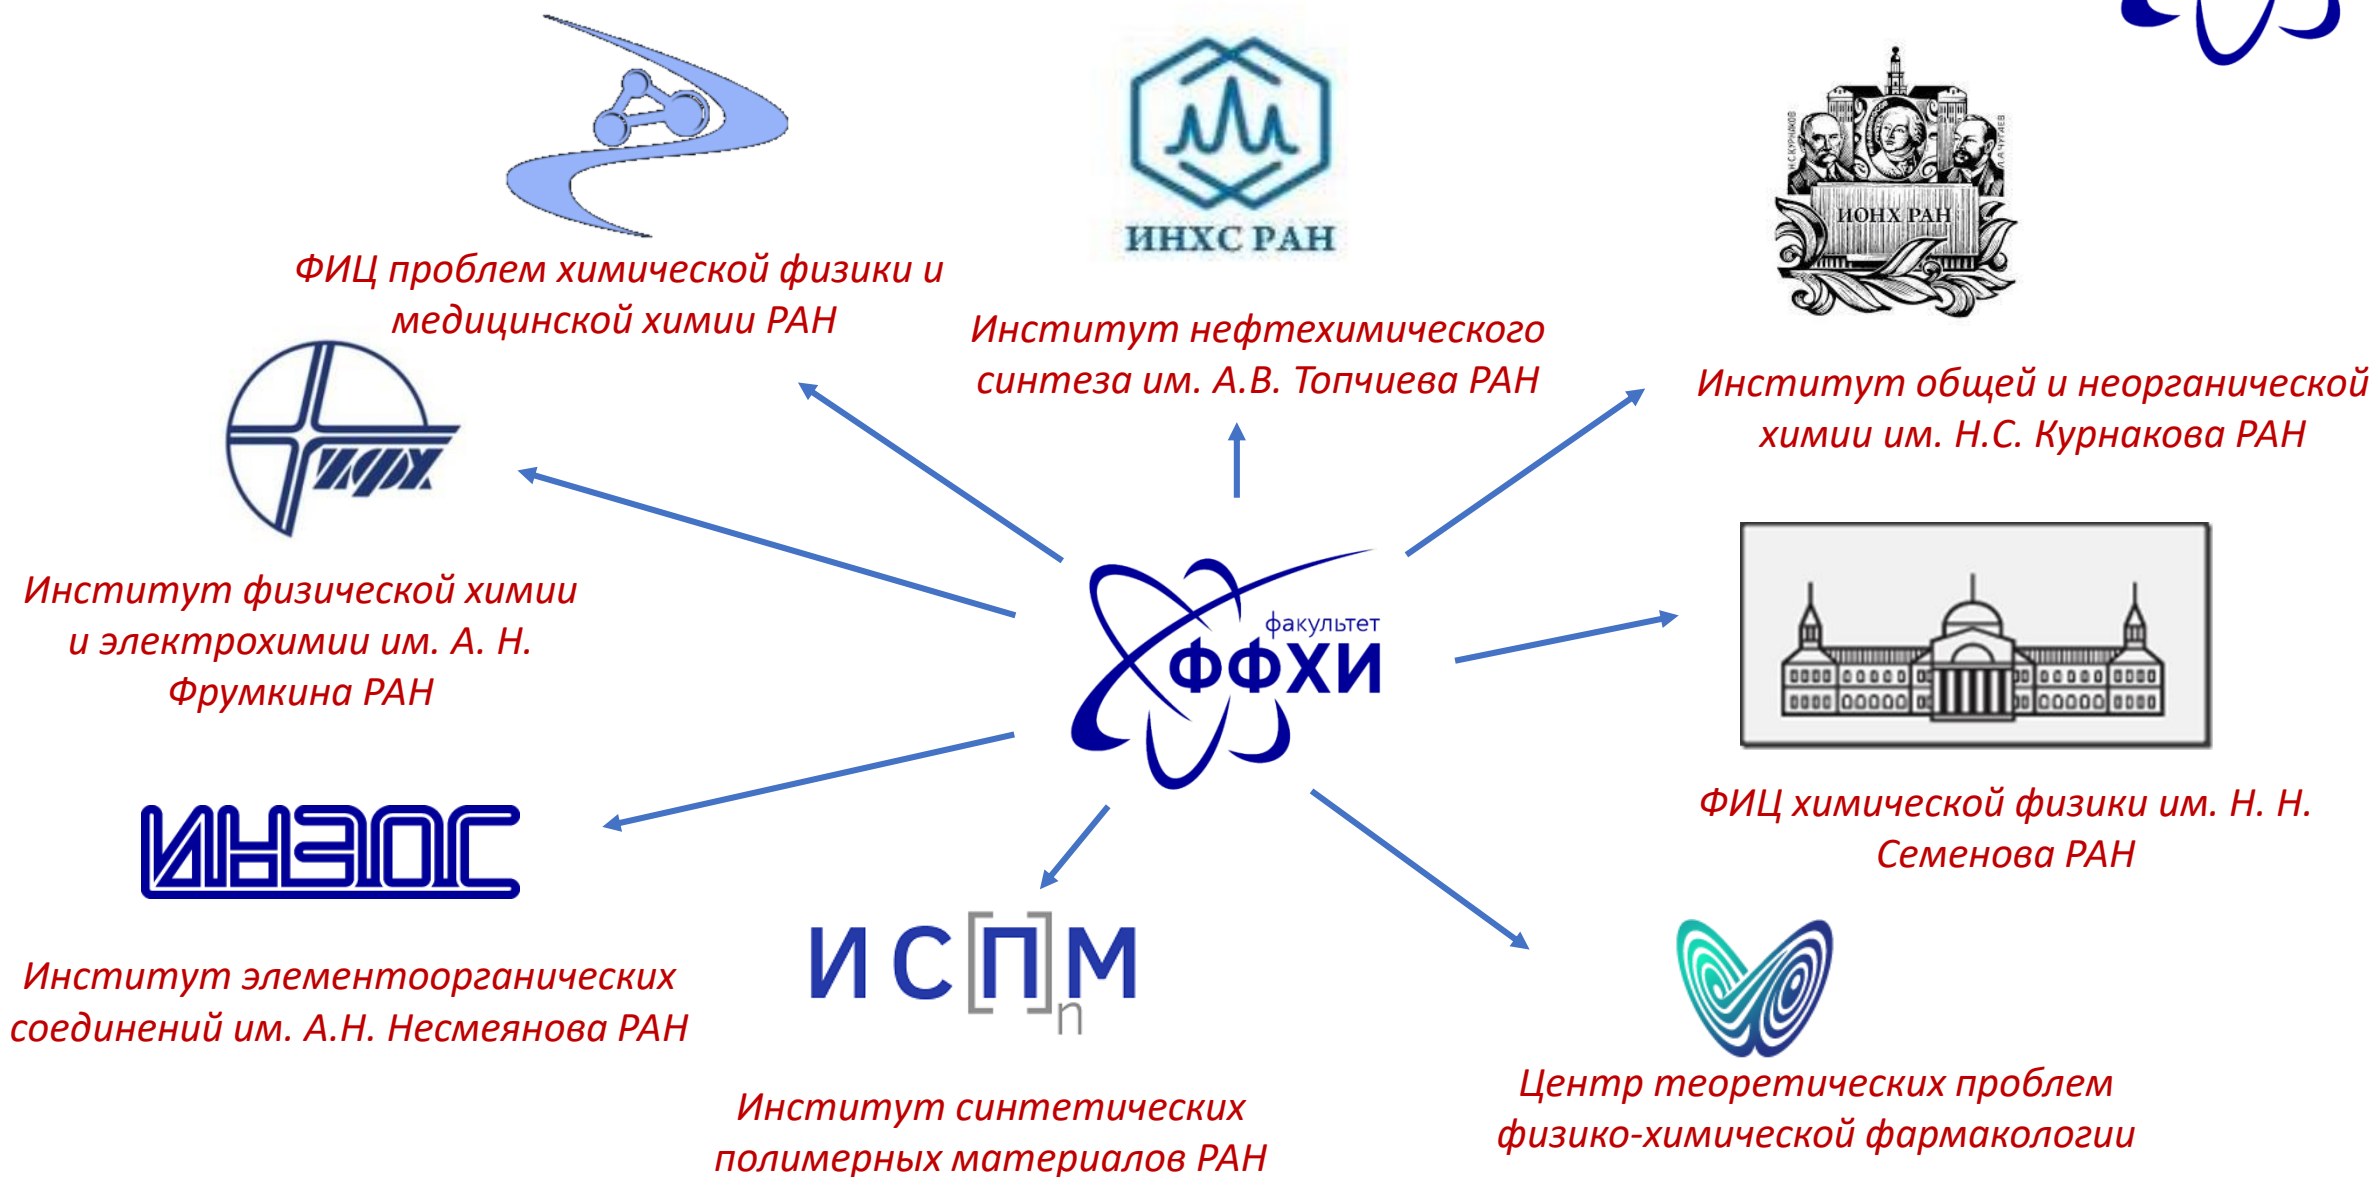 ИНХС РАН
Н.С.КУРНАКОВ
Л.А.ЧУГАЕВ
ИОНХ РАН
ФИЦ проблем химической физики и
медицинской химии РАН
Институт нефтехимического
синтеза им. А.В. Топчиева РАН
Институт общей и неорганической
химии им. Н.С. Курнакова РАН
ИФХ
Институт физической химии
и электрохимии им. А. Н.
Фрумкина РАН
факультет
ФФХИ
ФИЦ химической физики им. Н. Н.
Семенова РАН
ИНЭОС
Институт элементоорганических
соединений им. А.Н. Несмеянова РАН
ИС[П]nМ
Институт синтетических
полимерных материалов РАН
Центр теоретических проблем
физико-химической фармакологии